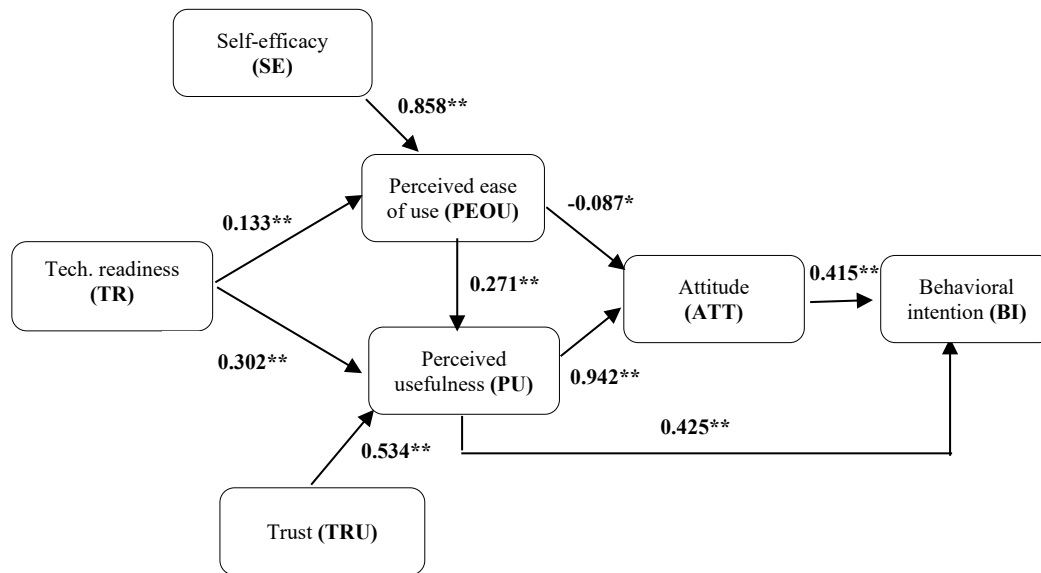 Self-efficacy
(SE)
0.858**
Perceived ease
of use (PEOU)
-0.087*
0.133**
Tech. readiness
(TR)
0.271**
Attitude
(ATT)
0.415**
Behavioral
intention (BI)
0.302**
Perceived
usefulness (PU)
0.942**
0.425**
0.534**
Trust (TRU)